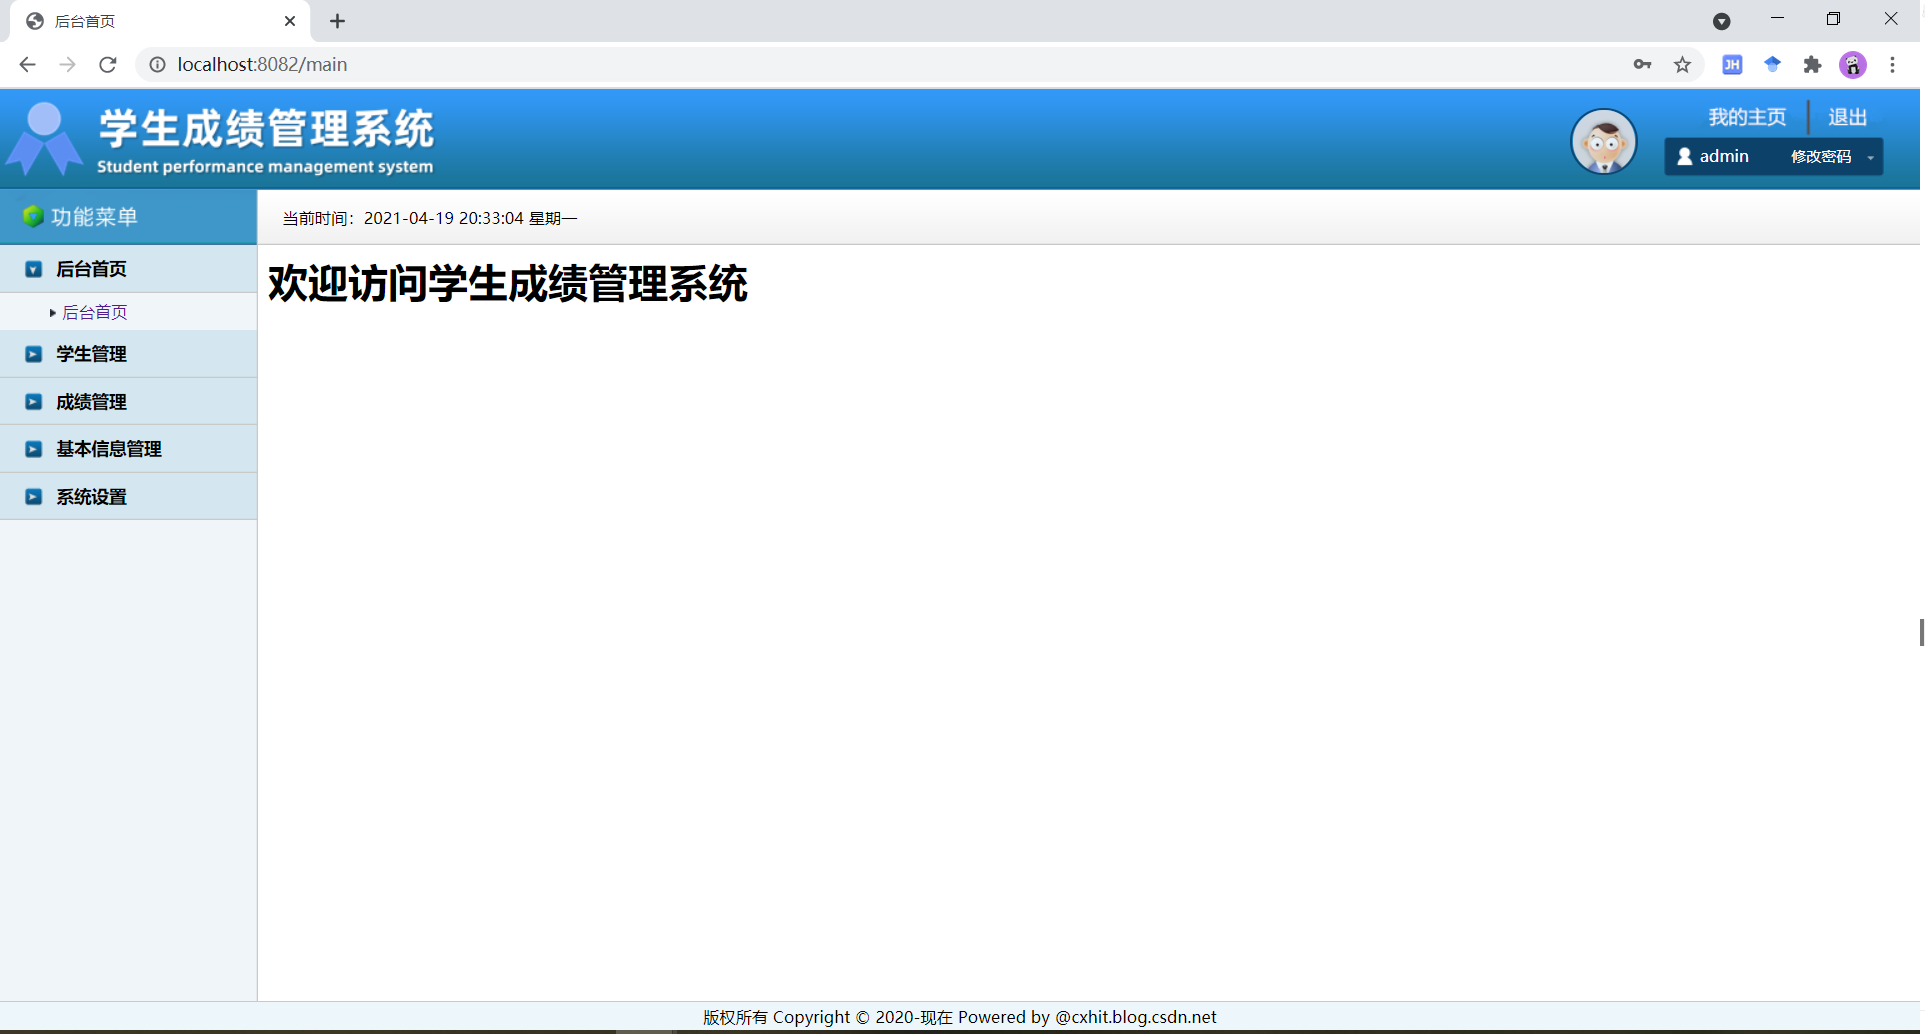 后台首页
localhost:8082/main
JH
学生成绩管理系统
Student performance management system
我的主页 退出
admin 修改密码
功能菜单
当前时间：2021-04-19 20:33:04 星期一
后台首页
后台首页
学生管理
成绩管理
基本信息管理
系统设置
欢迎访问学生成绩管理系统
版权所有 Copyright © 2020-现在 Powered by @cxhit.blog.csdn.net